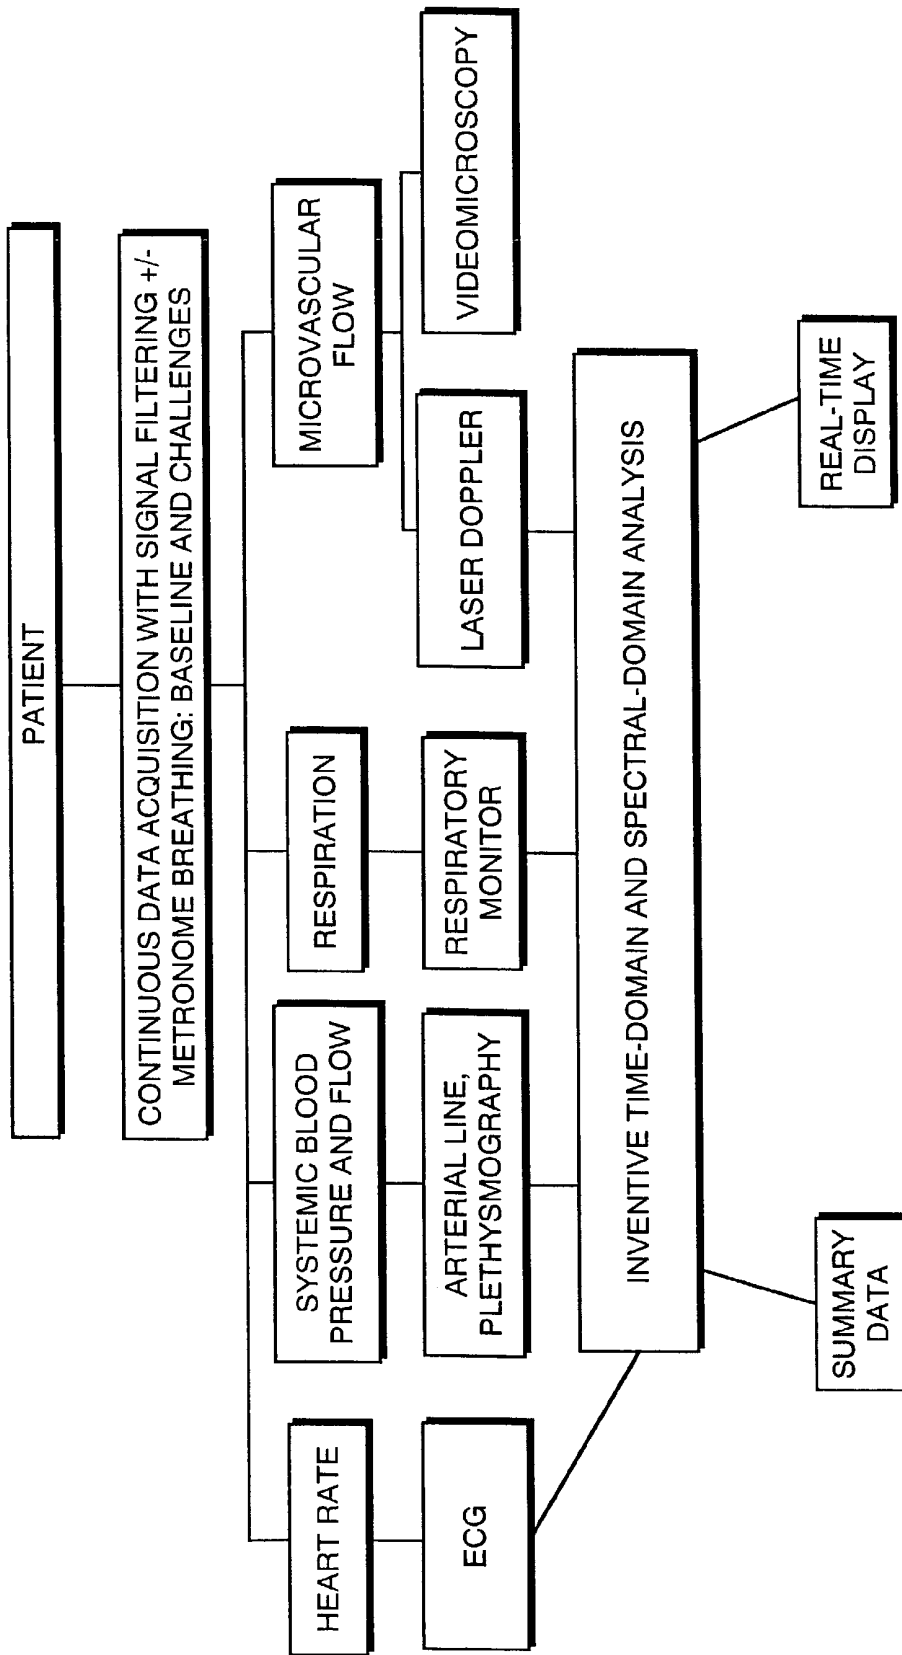 PATIENT
CONTINUOUS DATA ACQUISITION WITH SIGNAL FILTERING +/-
METRONOME BREATHING: BASELINE AND CHALLENGES
HEART RATE
SYSTEMIC BLOOD
PRESSURE AND FLOW
RESPIRATION
MICROVASCULAR
FLOW
ECG
ARTERIAL LINE,
PLETHYSMOGRAPHY
RESPIRATORY
MONITOR
LASER DOPPLER
VIDEOMICROSCOPY
INVENTIVE TIME-DOMAIN AND SPECTRAL-DOMAIN ANALYSIS
SUMMARY
DATA
REAL-TIME
DISPLAY